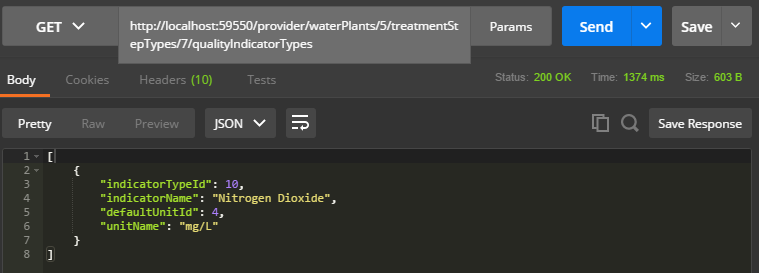 GET http://localhost:59550/provider/waterPlants/5/treatmentSt Params Send Save
epTypes/7/qualityIndicatorTypes
Body Cookies Headers (10) Tests Status: 200 OK Time: 1374 ms Size: 603 B
Pretty Raw Preview JSON Save Response
1 [
2 {
3 "indicatorTypeId": 10,
4 "indicatorName": "Nitrogen Dioxide",
5 "defaultUnitId": 4,
6 "unitName": "mg/L"
7 }
8 ]